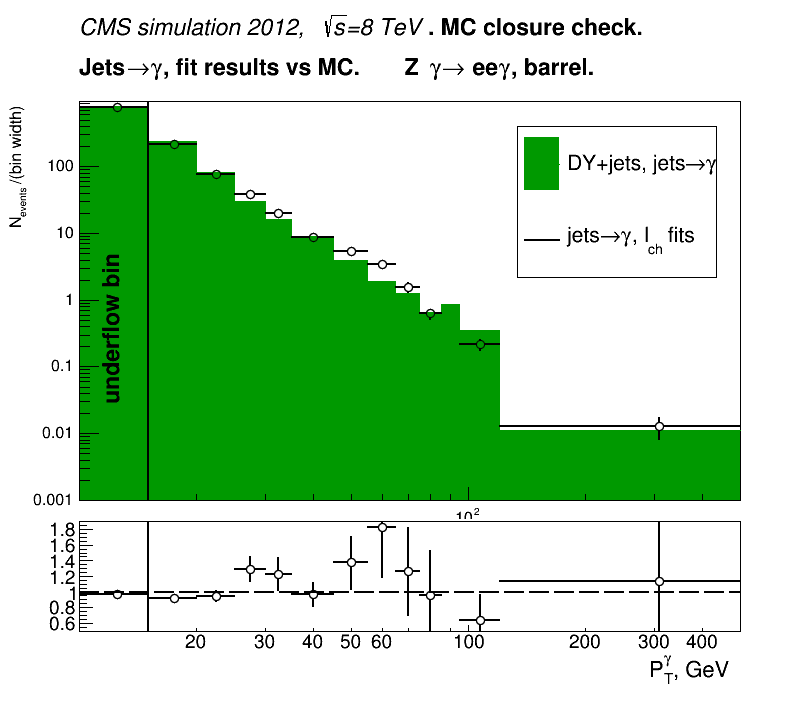 CMS simulation 2012, √s=8 TeV . MC closure check.
Jets→γ, fit results vs MC. Z γ→ eeγ, barrel.
N_events /(bin width)
100
10
1
0.1
0.01
0.001
underflow bin
DY+jets, jets→γ
jets→γ, I_ch fits
10²
1.8
1.6
1.4
1.2
1
0.8
0.6
20 30 40 50 60 100 200 300 400
P_T^γ, GeV